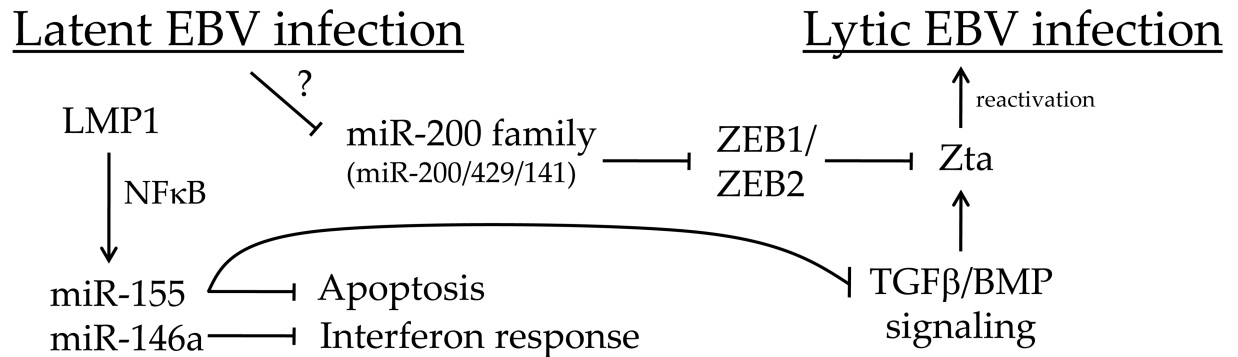 Latent EBV infection
Lytic EBV infection
?
reactivation
LMP1
miR-200 family
(miR-200/429/141)
ZEB1/
ZEB2
Zta
NFκB
miR-155
Apoptosis
TGFβ/BMP
signaling
miR-146a
Interferon response